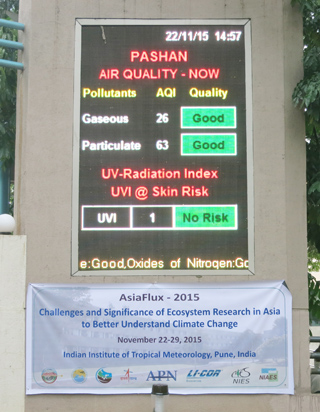 22/11/15 14:57
PASHAN
AIR QUALITY - NOW
Pollutants AQI Quality
Gaseous 26 Good
Particulate 63 Good
UV-Radiation Index
UVI @ Skin Risk
UVI 1 No Risk
e:Good,Oxides of Nitrogen:Go
AsiaFlux - 2015
Challenges and Significance of Ecosystem Research in Asia
to Better Understand Climate Change
November 22-29, 2015
Indian Institute of Tropical Meteorology, Pune, India
APN LI-COR NIES